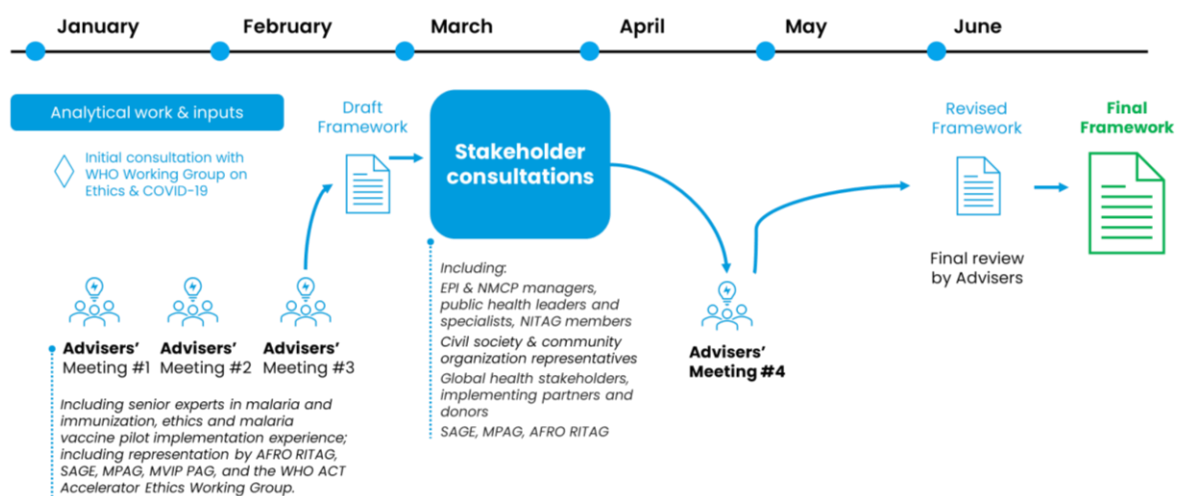 January
February
March
April
May
June
Analytical work & inputs
Initial consultation with
WHO Working Group on
Ethics & COVID-19
Draft
Framework
Stakeholder
consultations
Revised
Framework
Final
Framework
Final review
by Advisers
Advisers’
Meeting #1
Advisers’
Meeting #2
Advisers’
Meeting #3
Including senior experts in malaria and
immunization, ethics and malaria
vaccine pilot implementation experience;
including representation by AFRO RITAG,
SAGE, MPAG, MVIP PAG, and the WHO ACT
Accelerator Ethics Working Group.
Including:
EPI & NMCP managers,
public health leaders and
specialists, NITAG members
Civil society & community
organization representatives
Global health stakeholders,
implementing partners and
donors
SAGE, MPAG, AFRO RITAG
Advisers’
Meeting #4